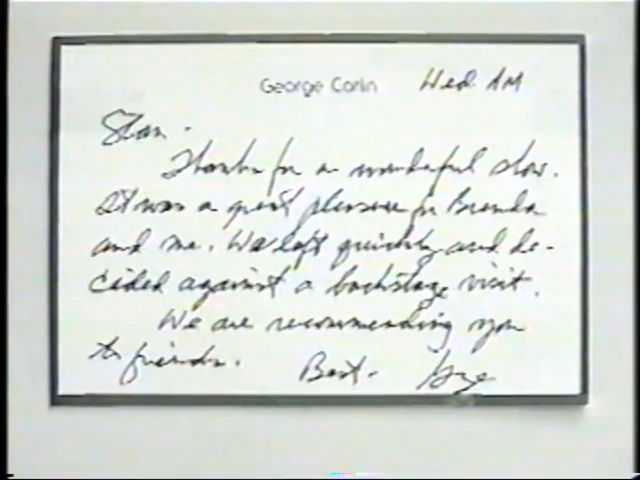 George Carlin Wed AM
Stan.
Thanks for a wonderful show.
It was a great pleasure for Brenda
and me. We left quickly and de-
cided against a backstage visit.
We are recommending you
to friends. Best.